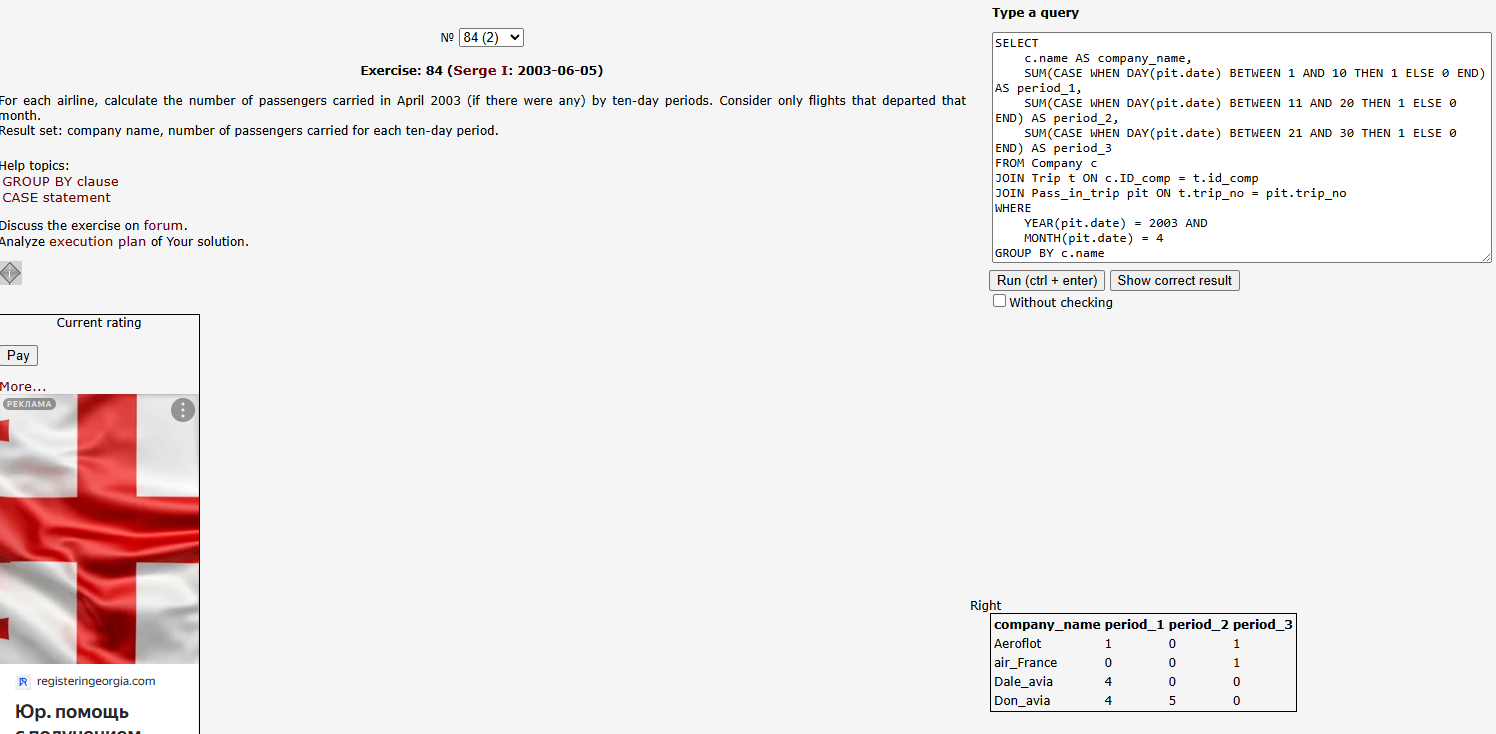 № 84 (2)
Exercise: 84 (Serge I: 2003-06-05)
For each airline, calculate the number of passengers carried in April 2003 (if there were any) by ten-day periods. Consider only flights that departed that
month.
Result set: company name, number of passengers carried for each ten-day period.
Help topics:
GROUP BY clause
CASE statement
Discuss the exercise on forum.
Analyze execution plan of Your solution.
Current rating
Pay
More...
РЕКЛАМА
registeringeorgia.com
Юр. помощь
с получением
Type a query
SELECT
c.name AS company_name,
SUM(CASE WHEN DAY(pit.date) BETWEEN 1 AND 10 THEN 1 ELSE 0 END)
AS period_1,
SUM(CASE WHEN DAY(pit.date) BETWEEN 11 AND 20 THEN 1 ELSE 0
END) AS period_2,
SUM(CASE WHEN DAY(pit.date) BETWEEN 21 AND 30 THEN 1 ELSE 0
END) AS period_3
FROM Company c
JOIN Trip t ON c.ID_comp = t.id_comp
JOIN Pass_in_trip pit ON t.trip_no = pit.trip_no
WHERE
YEAR(pit.date) = 2003 AND
MONTH(pit.date) = 4
GROUP BY c.name
Run (ctrl + enter) Show correct result
Without checking
Right
company_name period_1 period_2 period_3
Aeroflot 1 0 1
air_France 0 0 1
Dale_avia 4 0 0
Don_avia 4 5 0